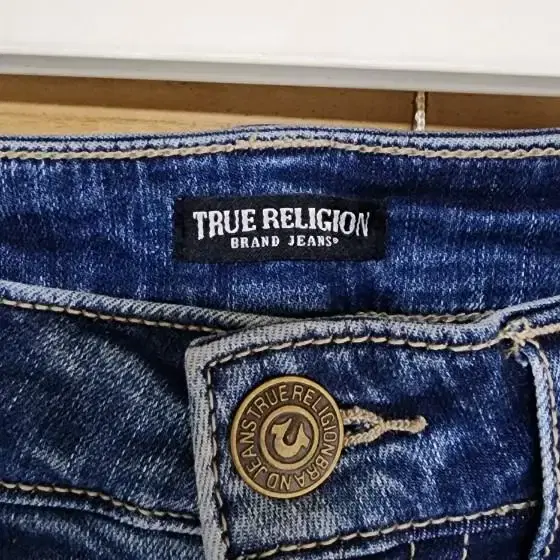 TRUE RELIGION
BRAND JEANS®
TRUE RELIGION BRAND JEANS